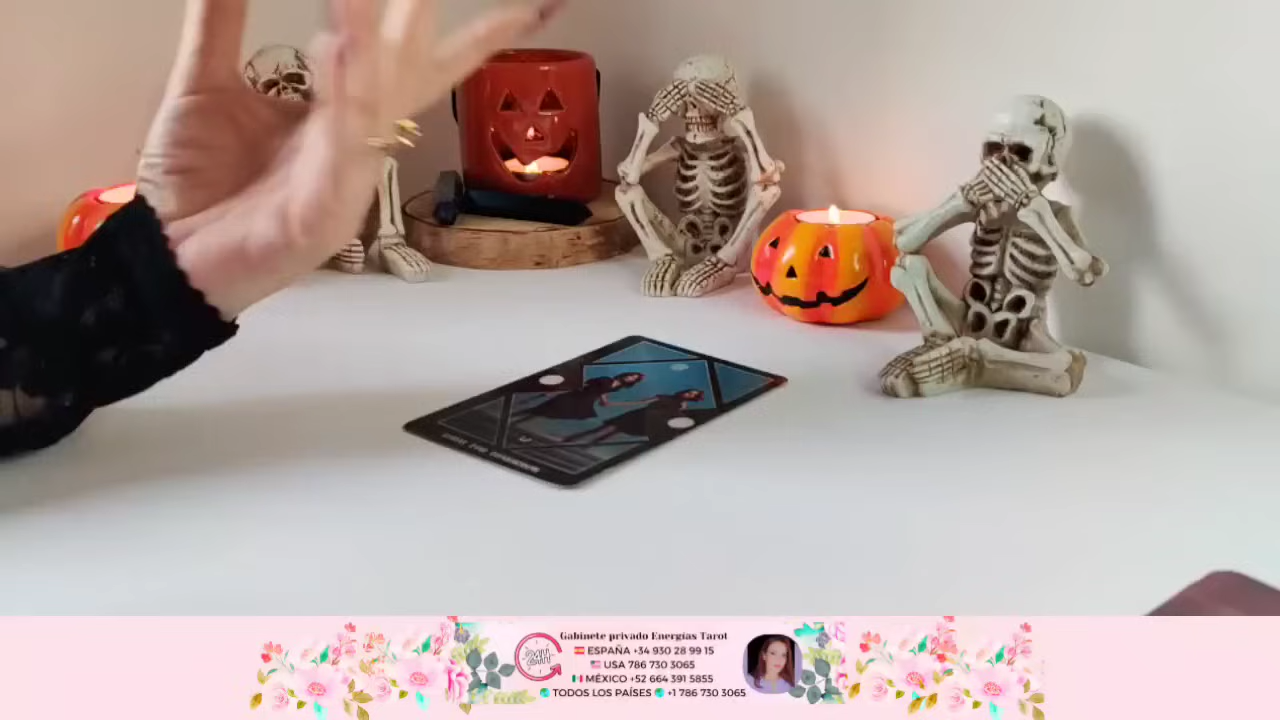 Gabinete privado Energías Tarot
ESPAÑA +34 930 28 99 15
USA 786 730 3065
MÉXICO +52 664 391 5855
TODOS LOS PAÍSES +1 786 730 3065